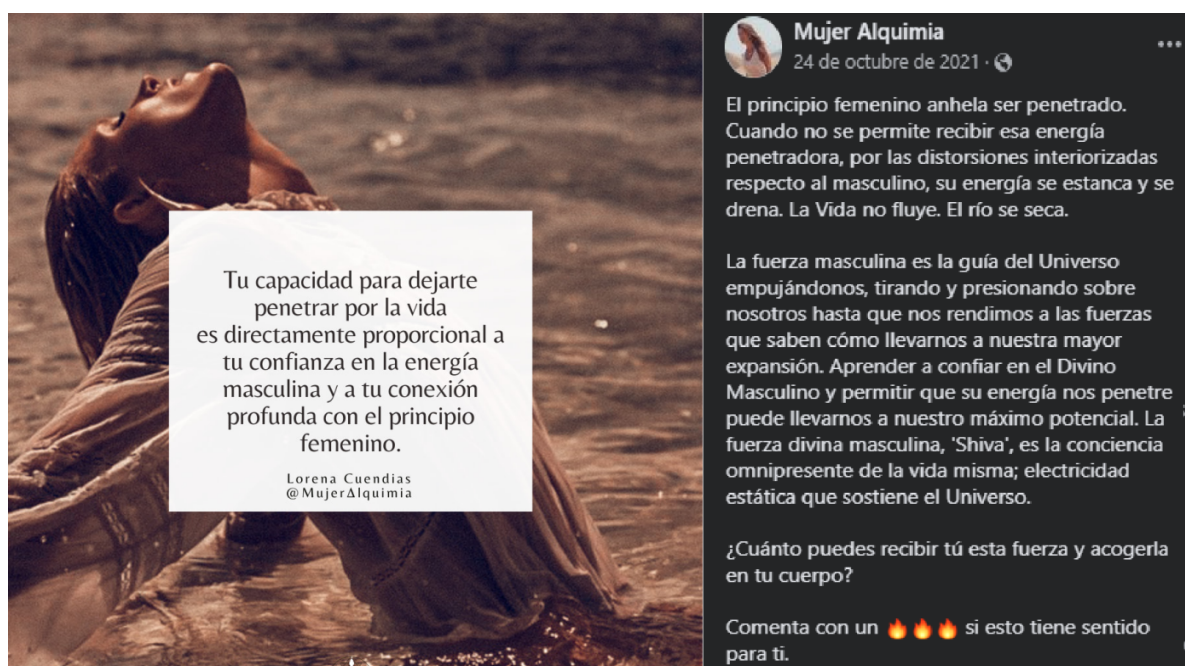 Tu capacidad para dejarte
penetrar por la vida
es directamente proporcional a
tu confianza en la energía
masculina y a tu conexión
profunda con el principio
femenino.
Lorena Cuendias
@MujerΔlquimia
Mujer Alquimia
24 de octubre de 2021 ·
El principio femenino anhela ser penetrado.
Cuando no se permite recibir esa energía
penetradora, por las distorsiones interiorizadas
respecto al masculino, su energía se estanca y se
drena. La Vida no fluye. El río se seca.
La fuerza masculina es la guía del Universo
empujándonos, tirando y presionando sobre
nosotros hasta que nos rendimos a las fuerzas
que saben cómo llevarnos a nuestra mayor
expansión. Aprender a confiar en el Divino
Masculino y permitir que su energía nos penetre
puede llevarnos a nuestro máximo potencial. La
fuerza divina masculina, 'Shiva', es la conciencia
omnipresente de la vida misma; electricidad
estática que sostiene el Universo.
¿Cuánto puedes recibir tú esta fuerza y acogerla
en tu cuerpo?
Comenta con un 🔥🔥🔥 si esto tiene sentido
para ti.